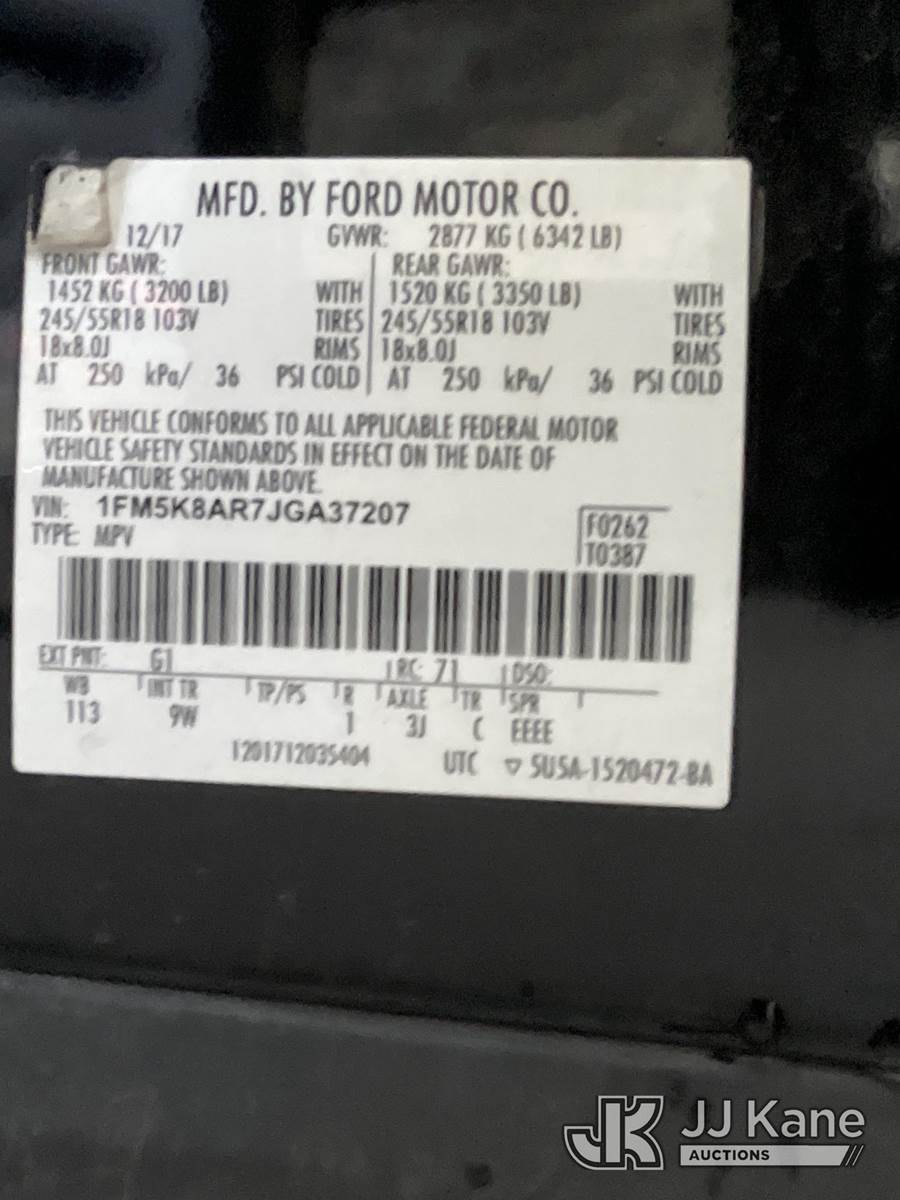 MFD. BY FORD MOTOR CO.
12/17 GVWR: 2877 KG ( 6342 LB)
FRONT GAWR: REAR GAWR:
1452 KG ( 3200 LB) WITH 1520 KG ( 3350 LB) WITH
245/55R18 103V TIRES 245/55R18 103V TIRES
18x8.0J RIMS 18x8.0J RIMS
AT 250 kPa/ 36 PSI COLD AT 250 kPa/ 36 PSI COLD
THIS VEHICLE CONFORMS TO ALL APPLICABLE FEDERAL MOTOR
VEHICLE SAFETY STANDARDS IN EFFECT ON THE DATE OF
MANUFACTURE SHOWN ABOVE.
VIN: 1FM5K8AR7JGA37207
TYPE: MPV
F0262
T0387
EXT PNT: G1 RC: 71 DSO:
WB INT TR TP/PS R AXLE TR SPR
113 9W 1 3J C EEEE
1201712035404 UTC ▽ 5U5A-1520472-BA
JK JJ Kane
AUCTIONS